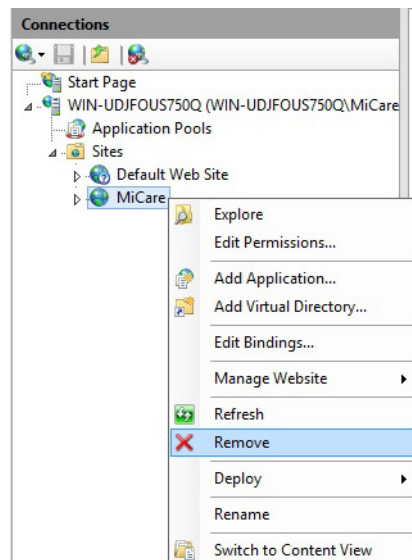 Connections
Start Page
WIN-UDJFOUS750Q (WIN-UDJFOUS750Q\MiCare
Application Pools
Sites
Default Web Site
MiCare
Explore
Edit Permissions...
Add Application...
Add Virtual Directory...
Edit Bindings...
Manage Website
Refresh
Remove
Deploy
Rename
Switch to Content View